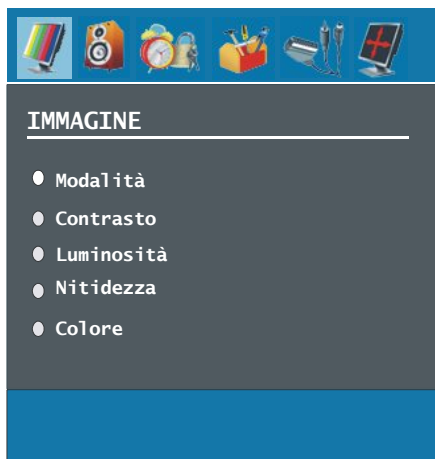 IMMAGINE
Modalità
Contrasto
Luminosità
Nitidezza
Colore